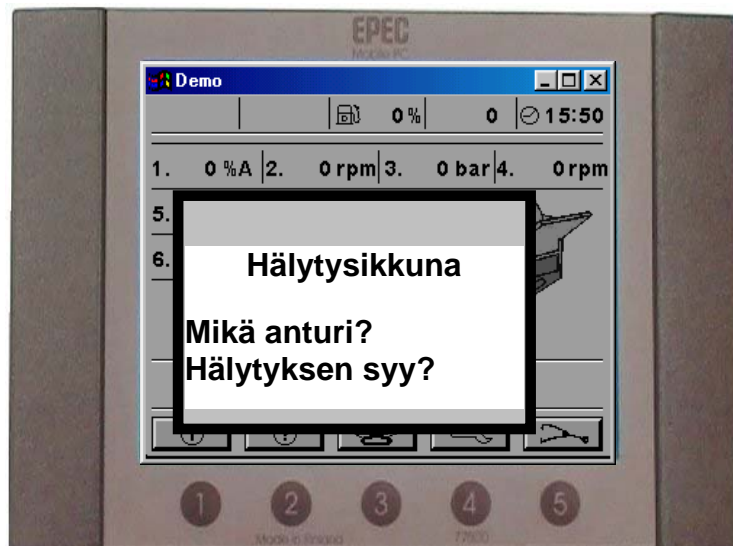 EPEC
Mobile PC
Demo
0 % 0 15:50
1. 0 %A 2. 0 rpm 3. 0 bar 4. 0 rpm
5.
6.
Hälytysikkuna
Mikä anturi?
Hälytyksen syy?
1 2 3 4 5
Made in Finland